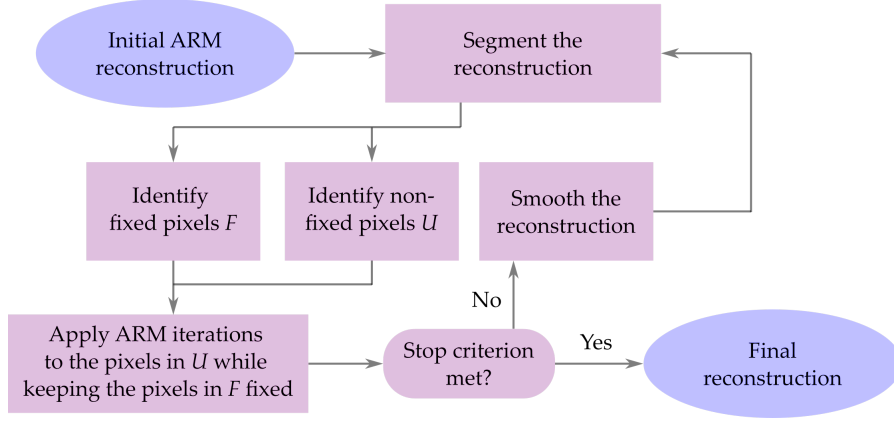 Initial ARM
reconstruction
Segment the
reconstruction
Identify
fixed pixels F
Identify non-
fixed pixels U
Smooth the
reconstruction
No
Apply ARM iterations
to the pixels in U while
keeping the pixels in F fixed
Stop criterion
met?
Yes
Final
reconstruction